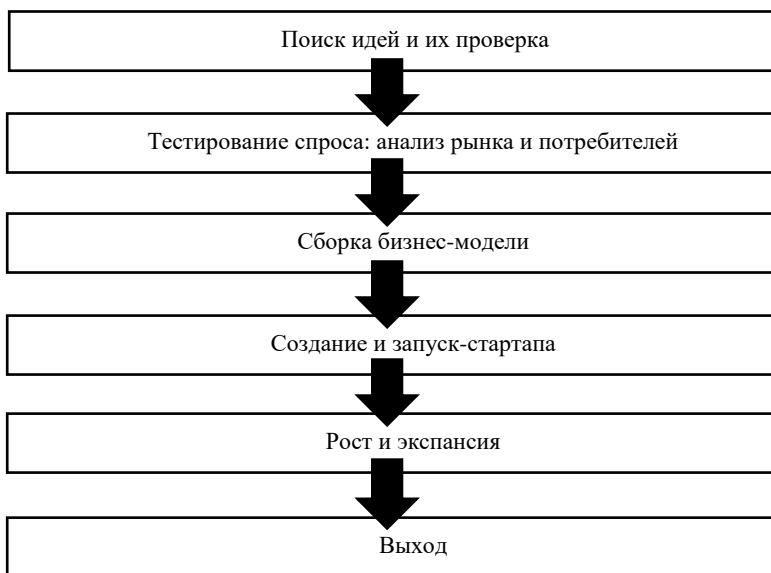 Поиск идей и их проверка
Тестирование спроса: анализ рынка и потребителей
Сборка бизнес-модели
Создание и запуск-стартапа
Рост и экспансия
Выход